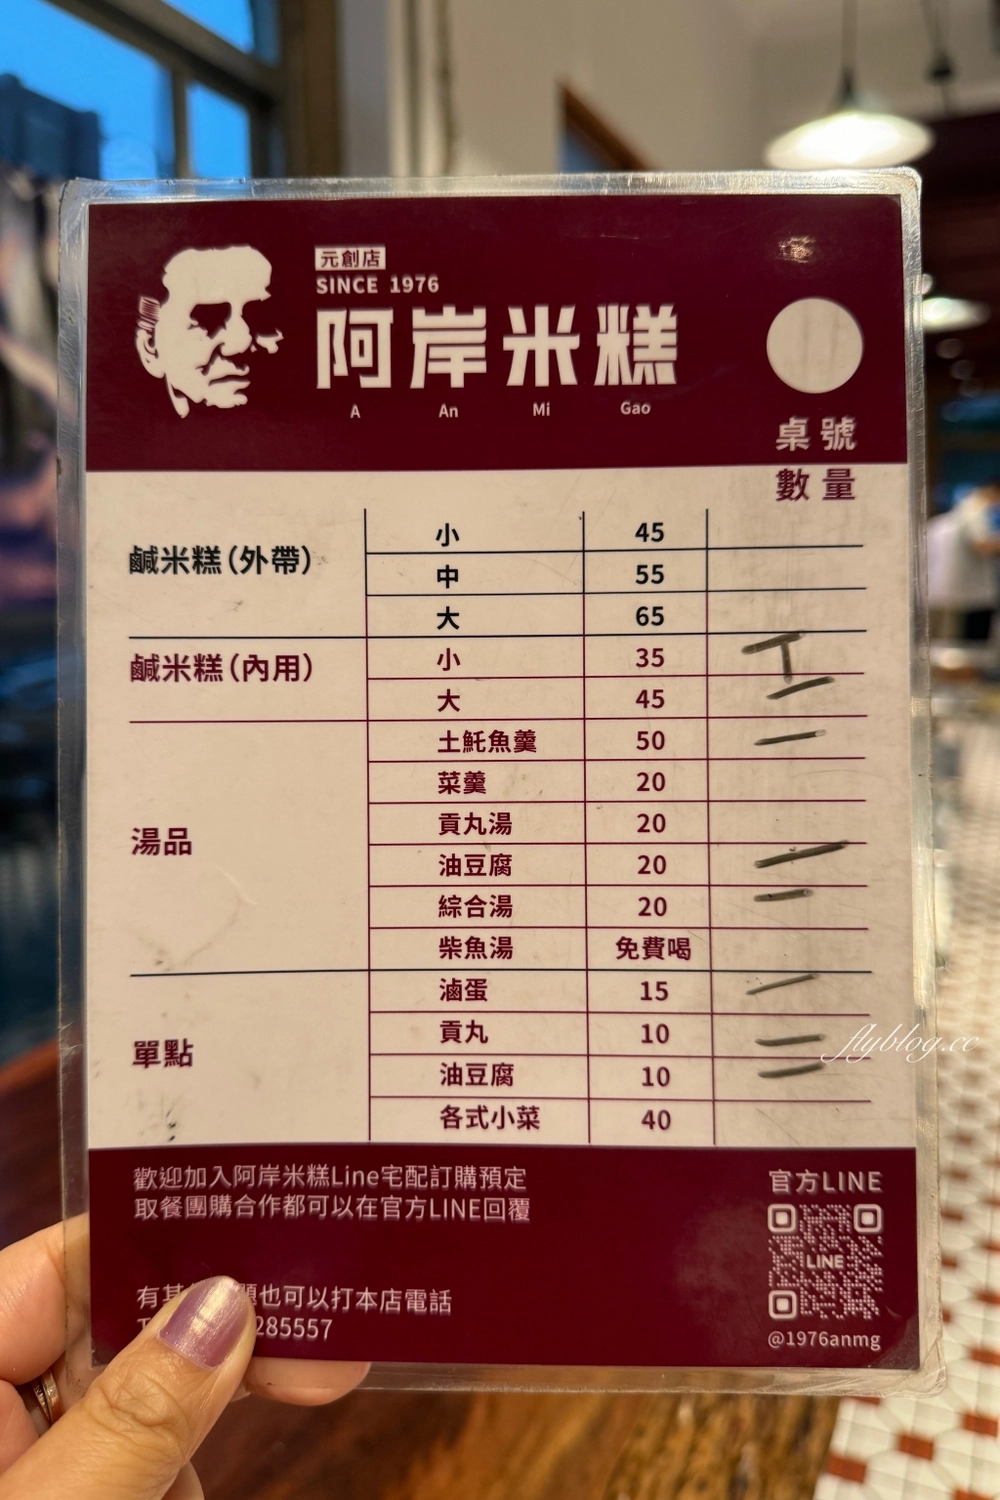 元創店
SINCE 1976
阿岸米糕
A An Mi Gao
桌號
數量
鹹米糕(外帶)
小 45
中 55
大 65
鹹米糕(內用)
小 35
大 45
湯品
土魠魚羹 50
菜羹 20
貢丸湯 20
油豆腐 20
綜合湯 20
柴魚湯 免費喝
單點
滷蛋 15
貢丸 10
油豆腐 10
各式小菜 40
flyblog.cc
歡迎加入阿岸米糕Line宅配訂購預定
取餐團購合作都可以在官方LINE回覆
有其 題也可以打本店電話
285557
官方LINE
LINE
@1976anmg